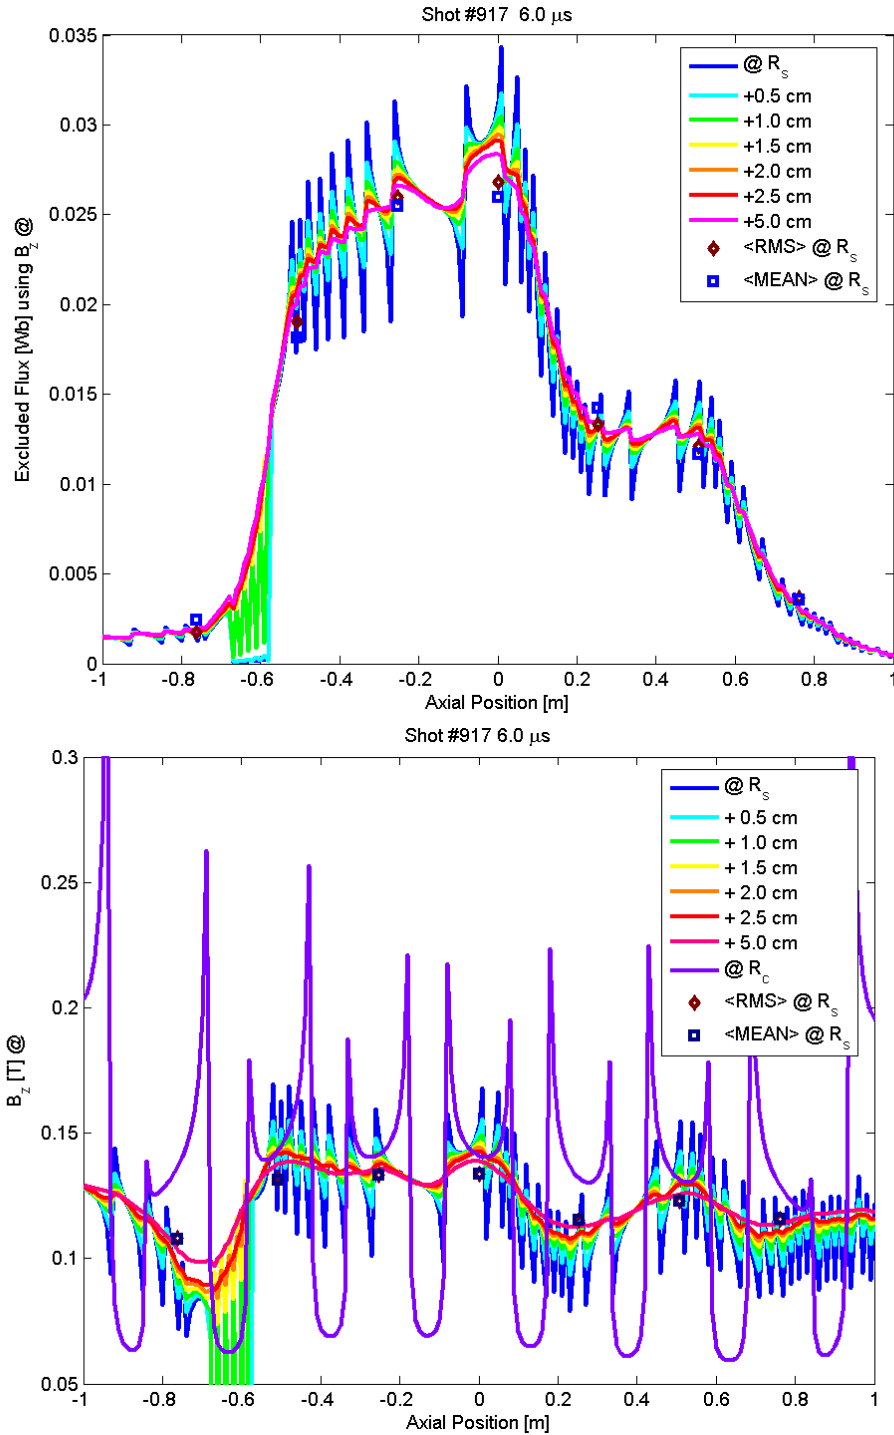 Shot #917 6.0 μs
Excluded Flux [Wb] using B_Z @
0.035
0.03
0.025
0.02
0.015
0.01
0.005
0
@ R_S
+0.5 cm
+1.0 cm
+1.5 cm
+2.0 cm
+2.5 cm
+5.0 cm
<RMS> @ R_S
<MEAN> @ R_S
-1 -0.8 -0.6 -0.4 -0.2 0 0.2 0.4 0.6 0.8 1
Axial Position [m]
Shot #917 6.0 μs
B_Z [T] @
0.3
0.25
0.2
0.15
0.1
0.05
@ R_S
+ 0.5 cm
+ 1.0 cm
+ 1.5 cm
+ 2.0 cm
+ 2.5 cm
+ 5.0 cm
@ R_C
<RMS> @ R_S
<MEAN> @ R_S
-1 -0.8 -0.6 -0.4 -0.2 0 0.2 0.4 0.6 0.8 1
Axial Position [m]